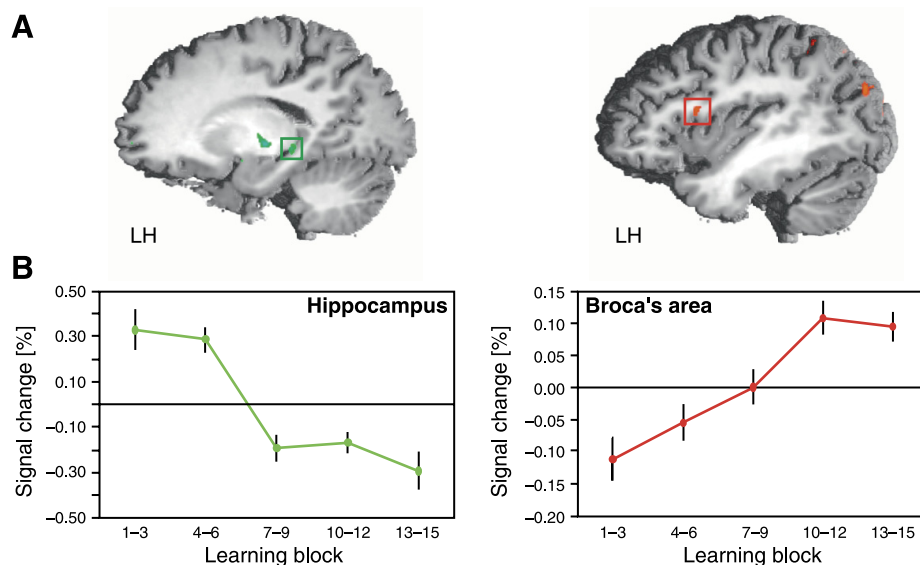 A
LH
LH
B
Hippocampus
Signal change [%]
0.50
0.30
0.10
−0.10
−0.30
−0.50
1–3 4–6 7–9 10–12 13–15
Learning block
Broca's area
Signal change [%]
0.15
0.10
0.05
0.00
−0.05
−0.10
−0.15
−0.20
1–3 4–6 7–9 10–12 13–15
Learning block